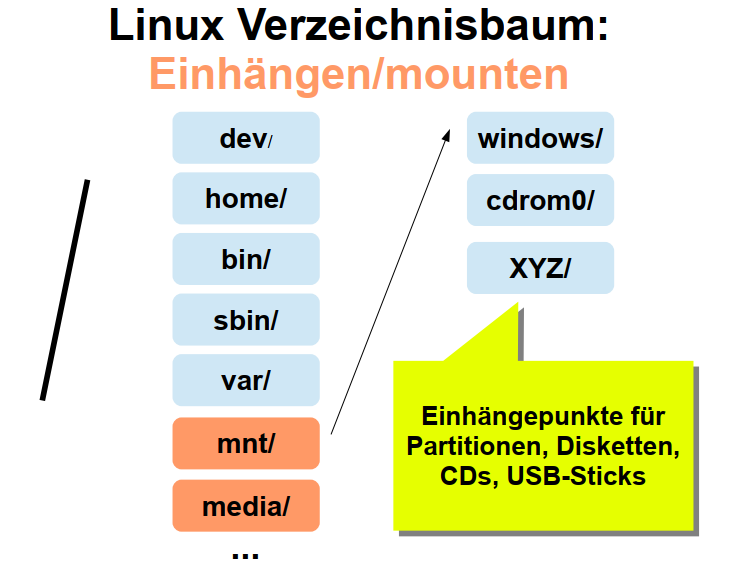 Linux Verzeichnisbaum:
Einhängen/mounten
/
dev/
home/
bin/
sbin/
var/
mnt/
media/
...
windows/
cdrom0/
XYZ/
Einhängepunkte für
Partitionen, Disketten,
CDs, USB-Sticks